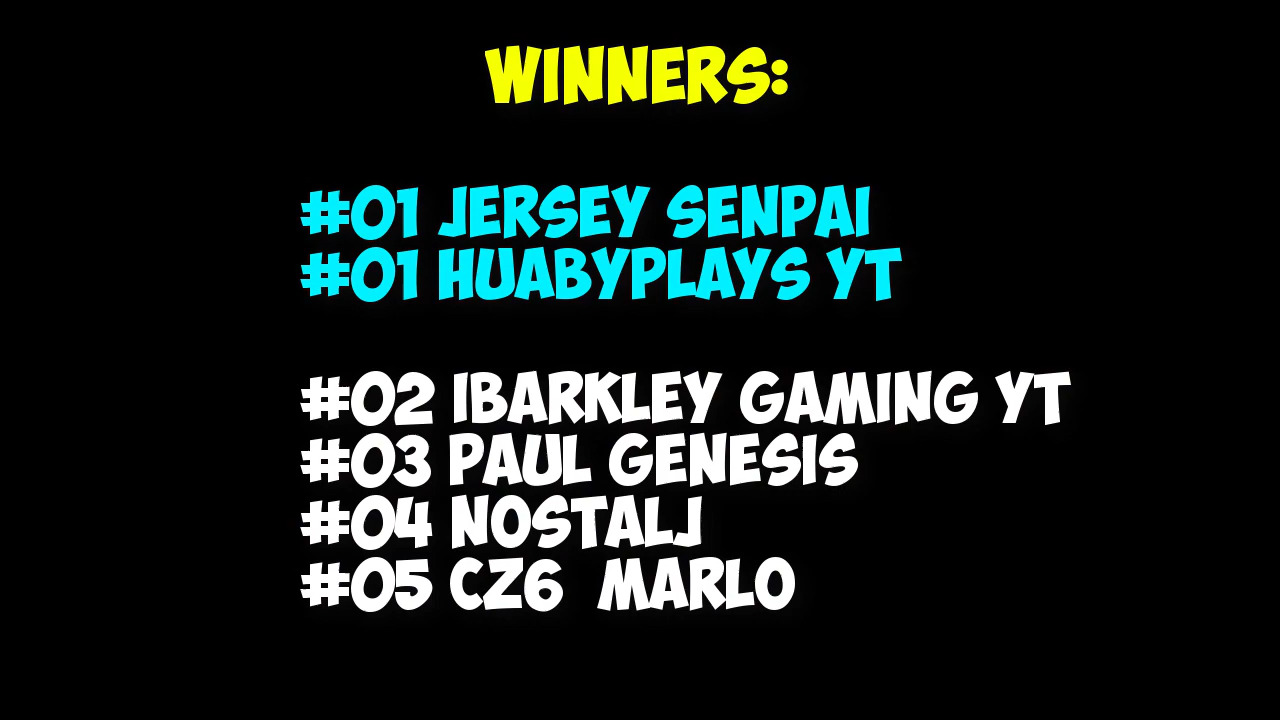 WINNERS:
#01 JERSEY SENPAI
#01 HUABYPLAYS YT
#02 IBARKLEY GAMING YT
#03 PAUL GENESIS
#04 NOSTALJ
#05 CZ6 MARLO